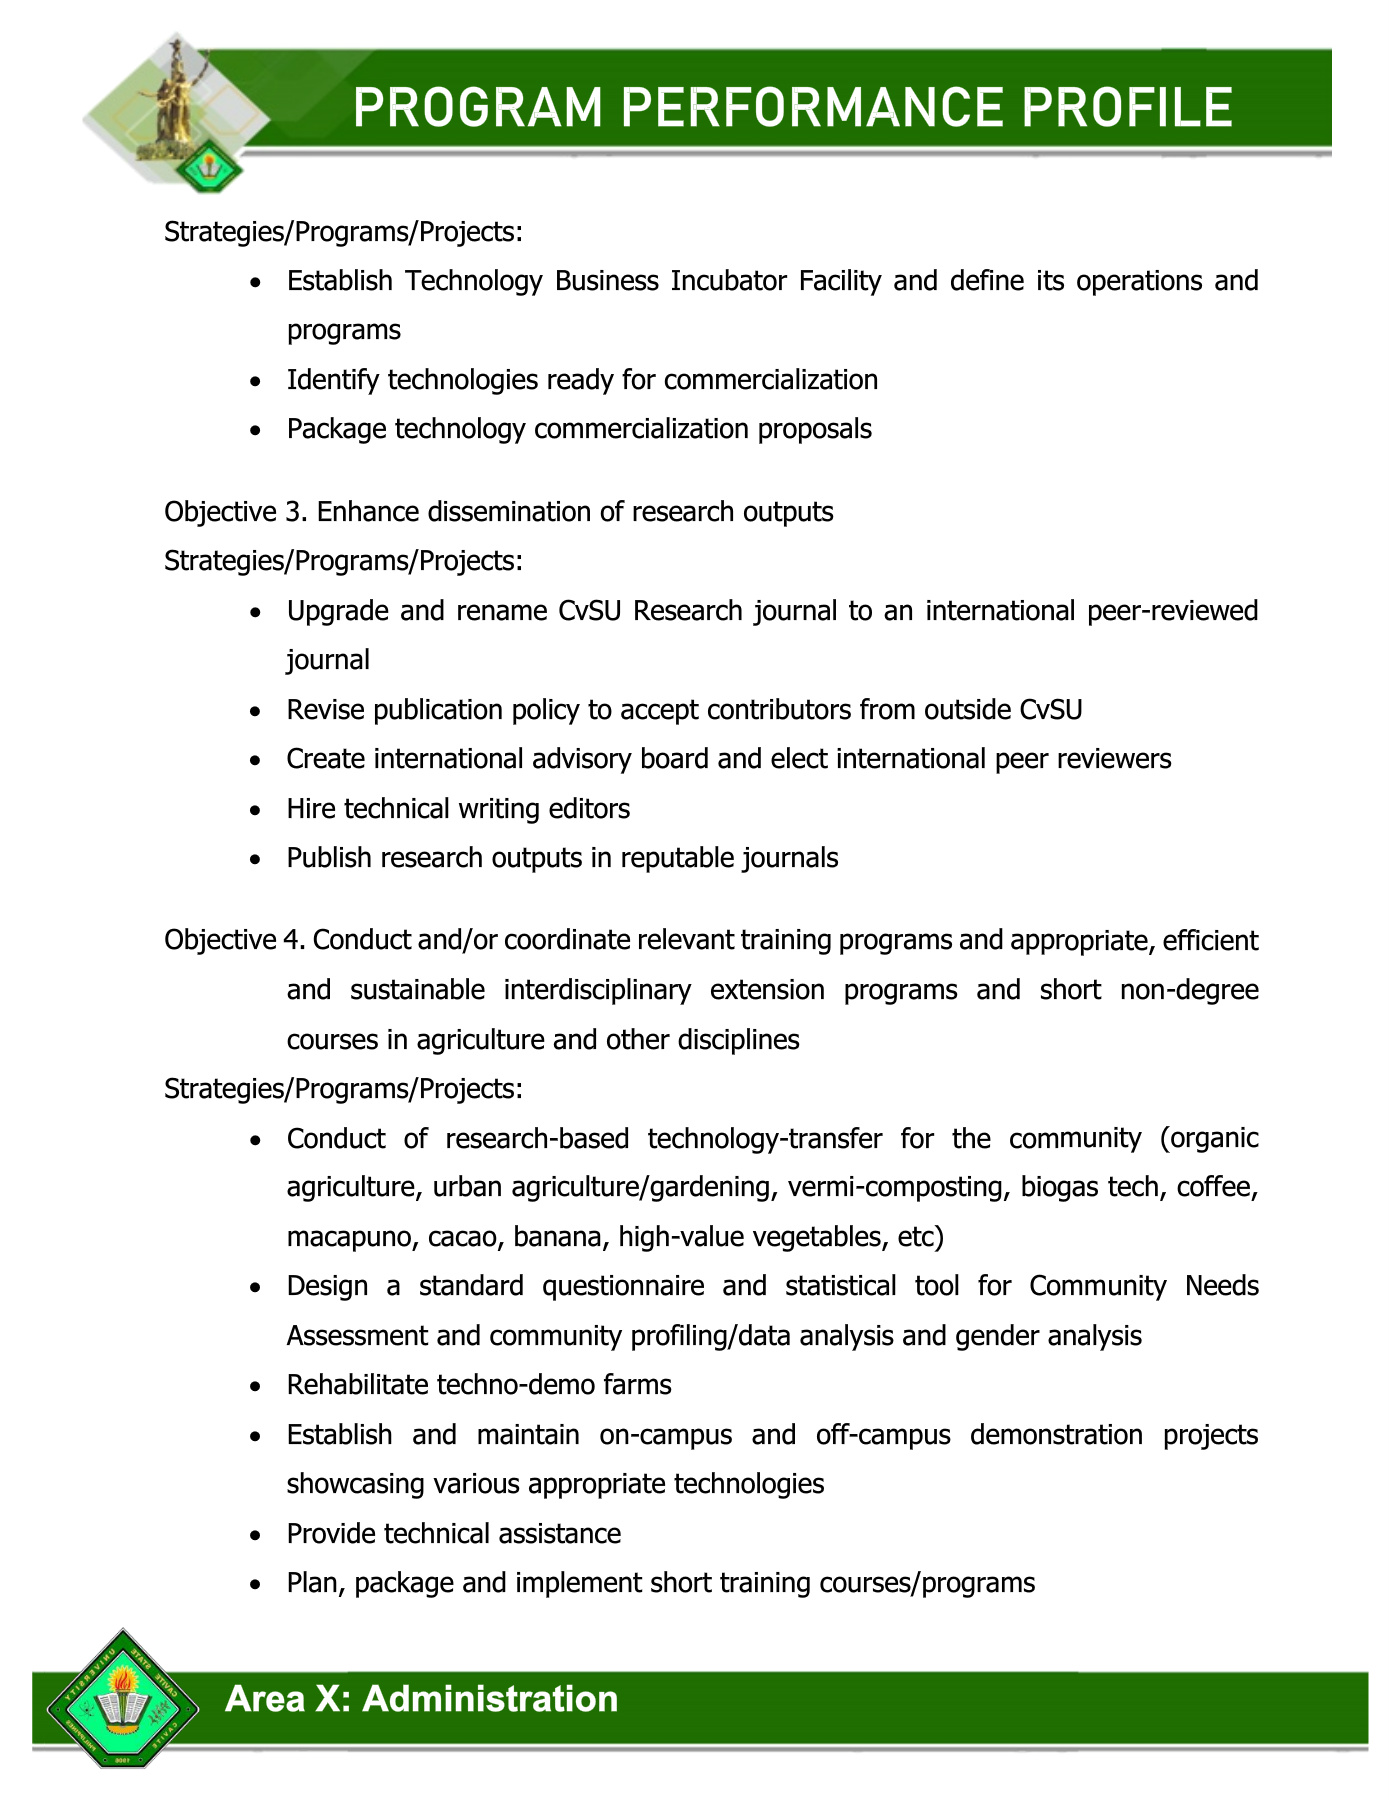 PROGRAM PERFORMANCE PROFILE
Strategies/Programs/Projects:
• Establish Technology Business Incubator Facility and define its operations and
programs
• Identify technologies ready for commercialization
• Package technology commercialization proposals
Objective 3. Enhance dissemination of research outputs
Strategies/Programs/Projects:
• Upgrade and rename CvSU Research journal to an international peer-reviewed
journal
• Revise publication policy to accept contributors from outside CvSU
• Create international advisory board and elect international peer reviewers
• Hire technical writing editors
• Publish research outputs in reputable journals
Objective 4. Conduct and/or coordinate relevant training programs and appropriate, efficient
and sustainable interdisciplinary extension programs and short non-degree
courses in agriculture and other disciplines
Strategies/Programs/Projects:
• Conduct of research-based technology-transfer for the community (organic
agriculture, urban agriculture/gardening, vermi-composting, biogas tech, coffee,
macapuno, cacao, banana, high-value vegetables, etc)
• Design a standard questionnaire and statistical tool for Community Needs
Assessment and community profiling/data analysis and gender analysis
• Rehabilitate techno-demo farms
• Establish and maintain on-campus and off-campus demonstration projects
showcasing various appropriate technologies
• Provide technical assistance
• Plan, package and implement short training courses/programs
CAVITE STATE UNIVERSITY
CAVITE PHILIPPINES
Area X: Administration